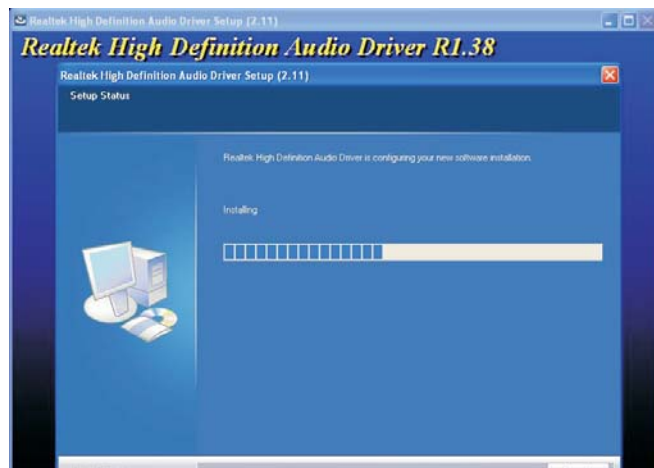 Realtek High Definition Audio Driver Setup (2.11)
Realtek High Definition Audio Driver R1.38
Realtek High Definition Audio Driver Setup (2.11)
Setup Status
Realtek High Definition Audio Driver is configuring your new software installation.
Installing